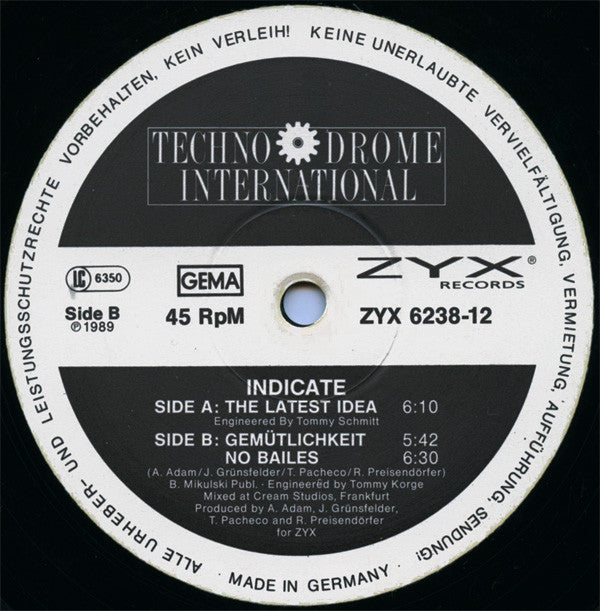 ALLE URHEBER- UND LEISTUNGSSCHUTZRECHTE VORBEHALTEN, KEIN VERLEIH! KEINE UNERLAUBTE VERVIELFÄLTIGUNG, VERMIETUNG, AUFFÜHRUNG, SENDUNG!
TECHNO DROME
INTERNATIONAL
LC 6350
GEMA
ZYX®
RECORDS
Side B
℗ 1989
45 RpM
ZYX 6238-12
INDICATE
SIDE A: THE LATEST IDEA 6:10
Engineered By Tommy Schmitt
SIDE B: GEMÜTLICHKEIT 5:42
NO BAILES 6:30
(A. Adam/J. Grünsfelder/T. Pacheco/R. Preisendörfer)
B. Mikulski Publ. - Engineered by Tommy Korge
Mixed at Cream Studios, Frankfurt
Produced by A. Adam, J. Grünsfelder,
T. Pacheco and R. Preisendörfer
for ZYX
· MADE IN GERMANY ·